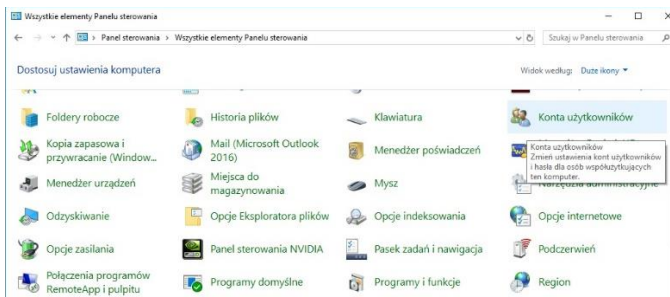 Wszystkie elementy Panelu sterowania
Panel sterowania > Wszystkie elementy Panelu sterowania
Szukaj w Panelu sterowania
Dostosuj ustawienia komputera
Widok według: Duże ikony
Foldery robocze
Historia plików
Klawiatura
Konta użytkowników
Kopia zapasowa i
przywracanie (Window...
Mail (Microsoft Outlook
2016)
Menedżer poświadczeń
Konta użytkowników
Zmień ustawienia kont użytkowników
i hasła dla osób współużytkujących
ten komputer.
Menedżer urządzeń
Miejsca do
magazynowania
Mysz
Narzędzia administracyjne
Odzyskiwanie
Opcje Eksploratora plików
Opcje indeksowania
Opcje internetowe
Opcje zasilania
Panel sterowania NVIDIA
Pasek zadań i nawigacja
Podczerwień
Połączenia programów
RemoteApp i pulpitu
Programy domyślne
Programy i funkcje
Region